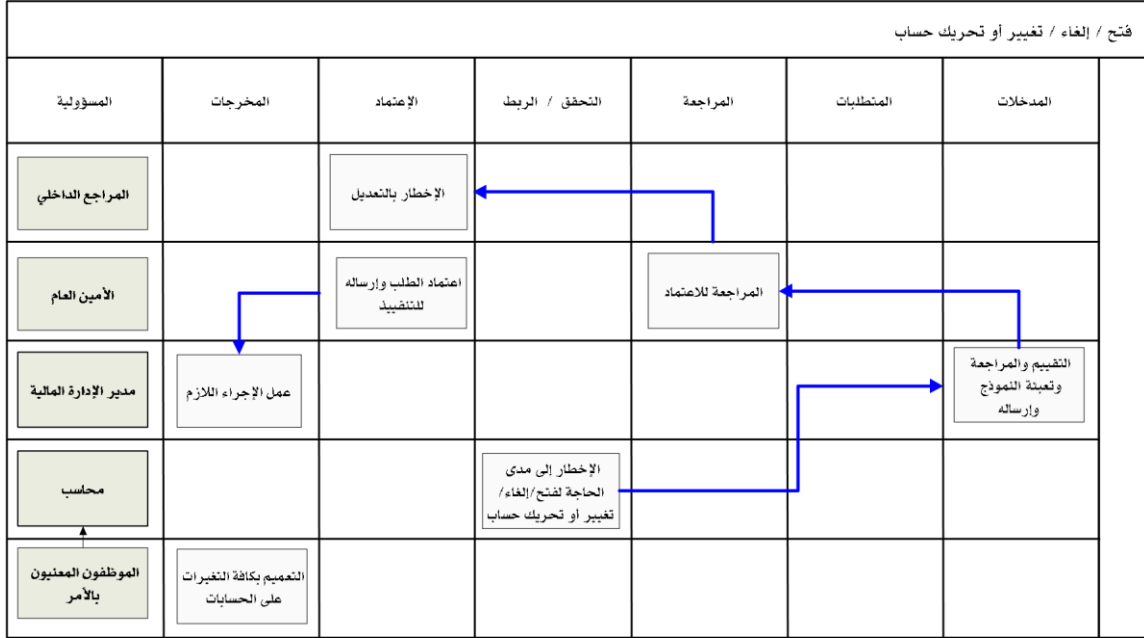 فتح / إلغاء / تغيير أو تحريك حساب
المدخلات
المتطلبات
المراجعة
التحقق / الربط
الإعتماد
المخرجات
المسؤولية
الإخطار بالتعديل
المراجع الداخلي
المراجعة للاعتماد
اعتماد الطلب وإرساله
للتنفييذ
الأمين العام
التقييم والمراجعة
وتعبئة النموذج
وإرساله
عمل الإجراء اللازم
مدير الإدارة المالية
الإخطار إلى مدى
الحاجة لفتح/إلغاء/
تغيير أو تحريك حساب
محاسب
التعميم بكافة التغيرات
على الحسابات
الموظفون المعنيون
بالأمر